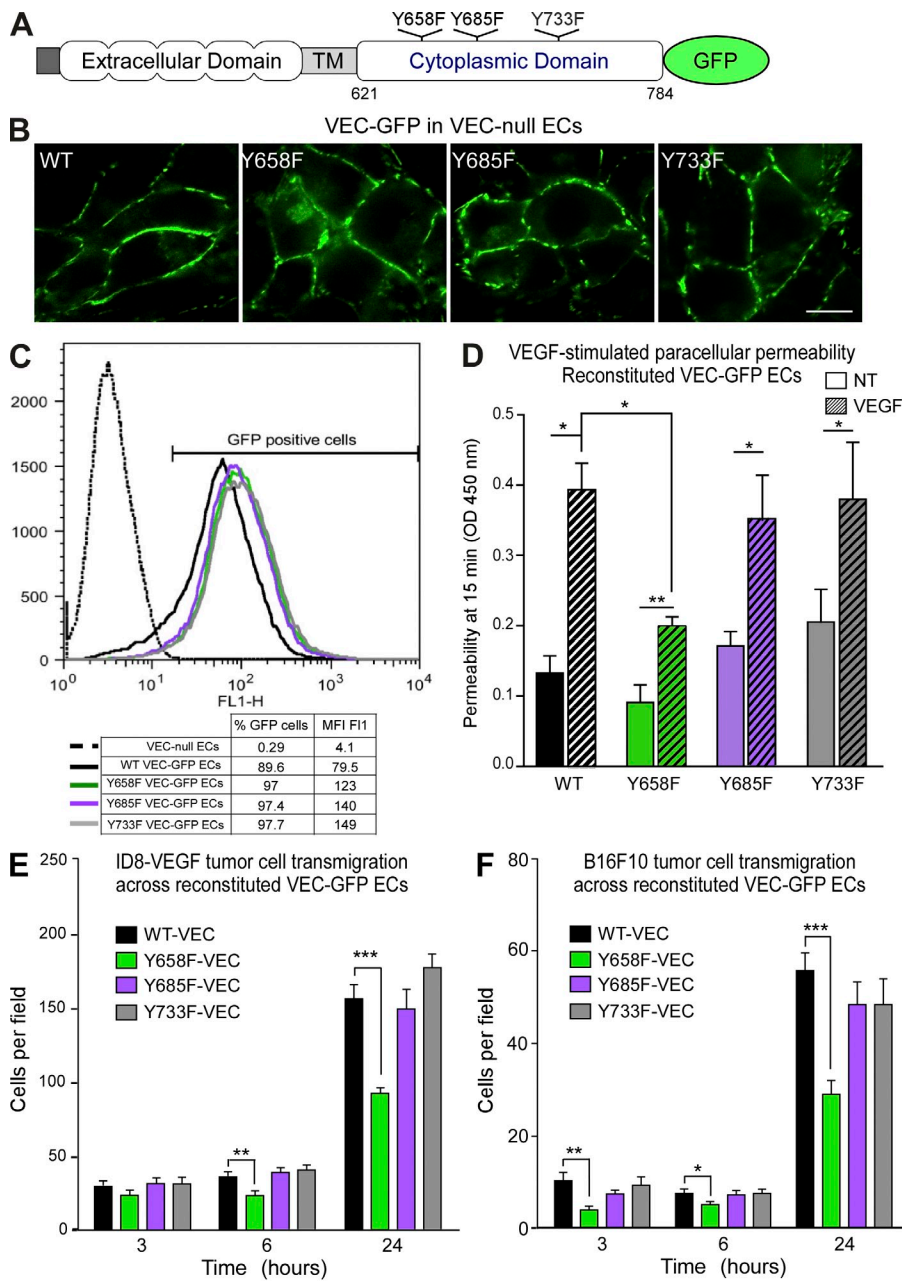 A
Y658F Y685F Y733F
Extracellular Domain TM Cytoplasmic Domain GFP
621 784
B
VEC-GFP in VEC-null ECs
WT Y658F Y685F Y733F
C
GFP positive cells
2000
1500
1000
500
0
10^0 10^1 10^2 10^3 10^4
FL1-H
% GFP cells MFI Fl1
VEC-null ECs 0.29 4.1
WT VEC-GFP ECs 89.6 79.5
Y658F VEC-GFP ECs 97 123
Y685F VEC-GFP ECs 97.4 140
Y733F VEC-GFP ECs 97.7 149
D
VEGF-stimulated paracellular permeability
Reconstituted VEC-GFP ECs
NT
VEGF
Permeability at 15 min (OD 450 nm)
0.5
0.4
0.3
0.2
0.1
0.0
* * ** * *
WT Y658F Y685F Y733F
E
ID8-VEGF tumor cell transmigration
across reconstituted VEC-GFP ECs
WT-VEC
Y658F-VEC
Y685F-VEC
Y733F-VEC
Cells per field
250
200
150
100
50
0
** ***
3 6 24
Time (hours)
F
B16F10 tumor cell transmigration
across reconstituted VEC-GFP ECs
WT-VEC
Y658F-VEC
Y685F-VEC
Y733F-VEC
Cells per field
80
60
40
20
0
** * ***
3 6 24
Time (hours)